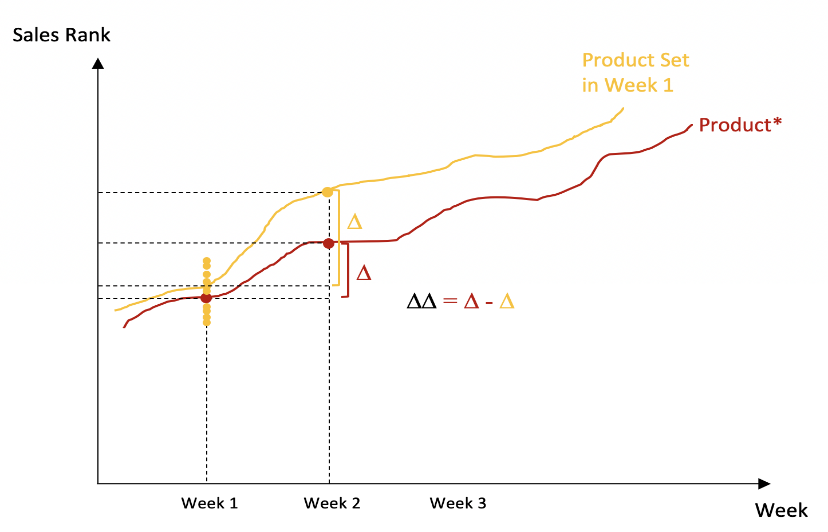 Sales Rank
Product Set
in Week 1
Product*
Δ
Δ
ΔΔ = Δ - Δ
Week 1
Week 2
Week 3
Week